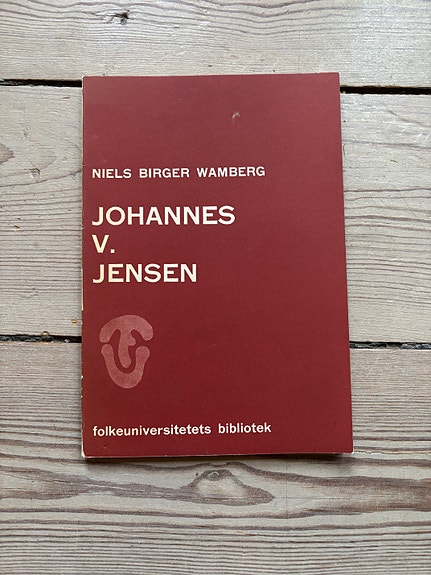 NIELS BIRGER WAMBERG
JOHANNES
V.
JENSEN
folkeuniversitetets bibliotek